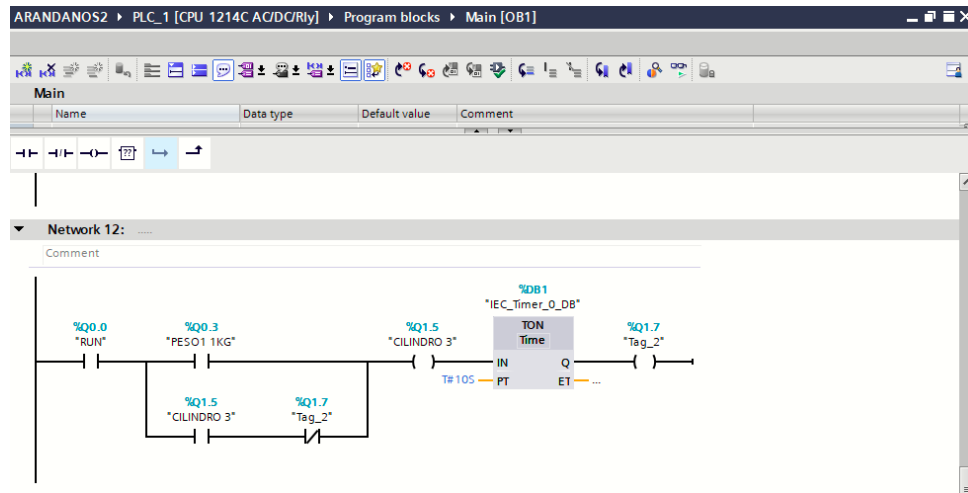 ARANDANOS2 ▸ PLC_1 [CPU 1214C AC/DC/Rly] ▸ Program blocks ▸ Main [OB1]
Main
Name Data type Default value Comment
??
Network 12: .....
Comment
%DB1
"IEC_Timer_0_DB"
%Q0.0 %Q0.3 %Q1.5 TON %Q1.7
"RUN" "PESO1 1KG" "CILINDRO 3" Time "Tag_2"
IN Q
T#10S PT ET ...
%Q1.5 %Q1.7
"CILINDRO 3" "Tag_2"